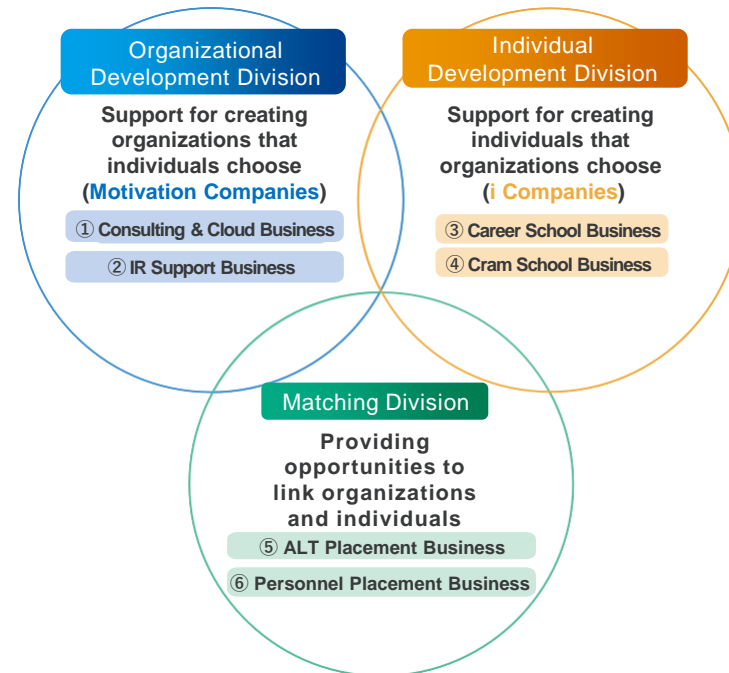 Organizational
Development Division
Support for creating
organizations that
individuals choose
(Motivation Companies)
① Consulting & Cloud Business
② IR Support Business
Individual
Development Division
Support for creating
individuals that
organizations choose
(i Companies)
③ Career School Business
④ Cram School Business
Matching Division
Providing
opportunities to
link organizations
and individuals
⑤ ALT Placement Business
⑥ Personnel Placement Business